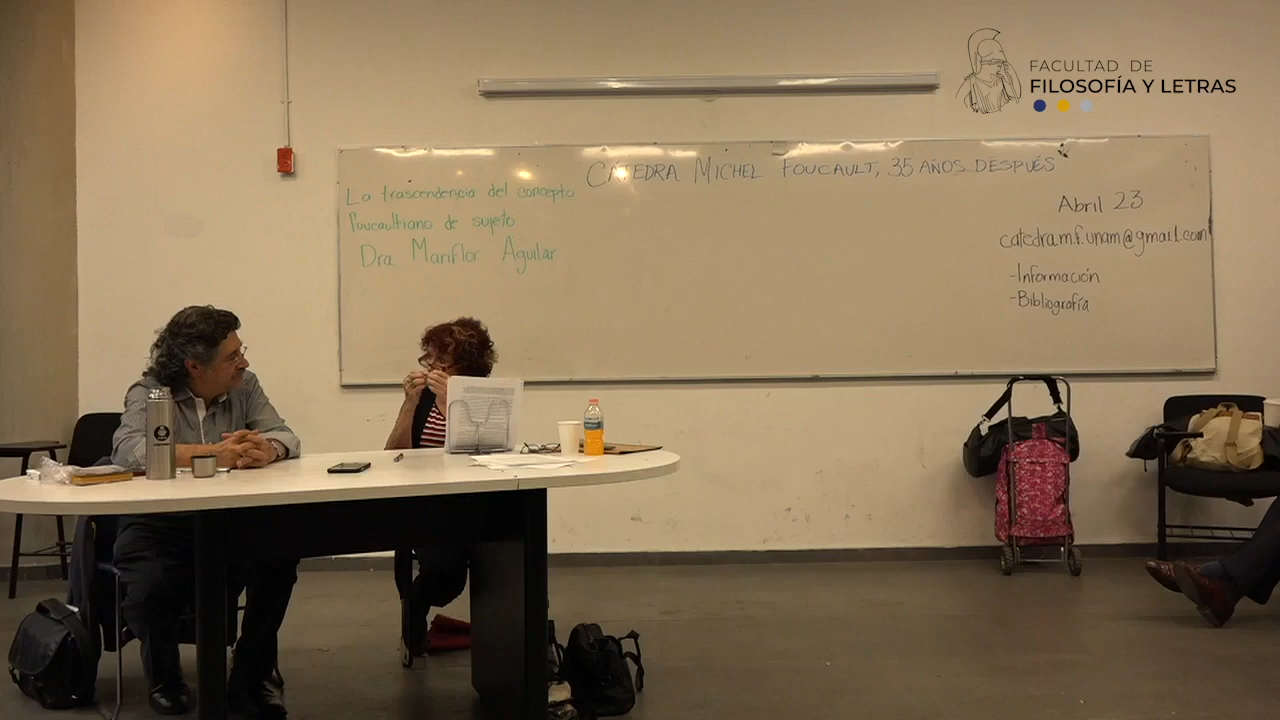 FACULTAD DE
FILOSOFÍA Y LETRAS
CÁTEDRA MICHEL FOUCAULT, 35 AÑOS DESPUÉS
La trascendencia del concepto
Foucaultiano de sujeto
Dra. Mariflor Aguilar
Abril 23
catedra.m.f.unam@gmail.com
-Información
-Bibliografía